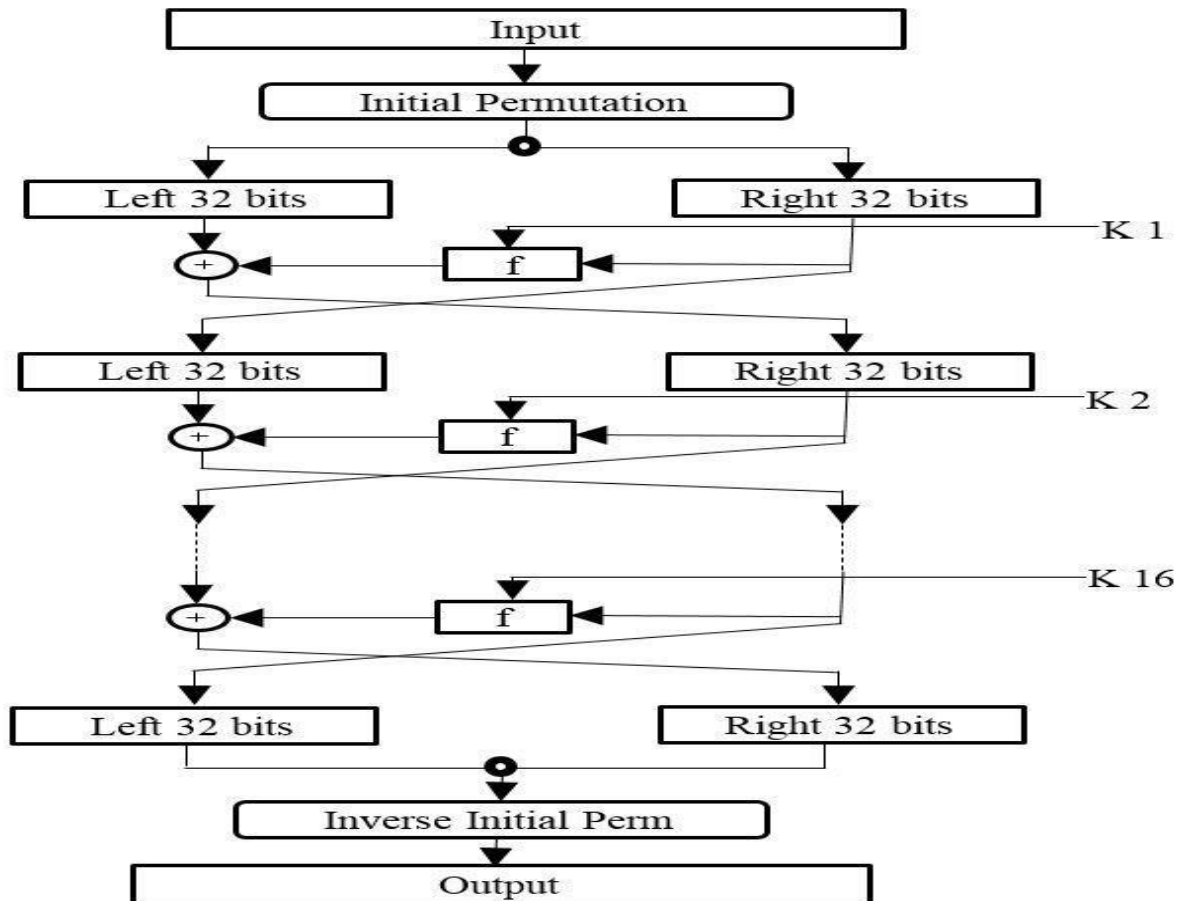 Input
Initial Permutation
Left 32 bits
Right 32 bits
K 1
+
f
Left 32 bits
Right 32 bits
K 2
+
f
K 16
+
f
Left 32 bits
Right 32 bits
Inverse Initial Perm
Output